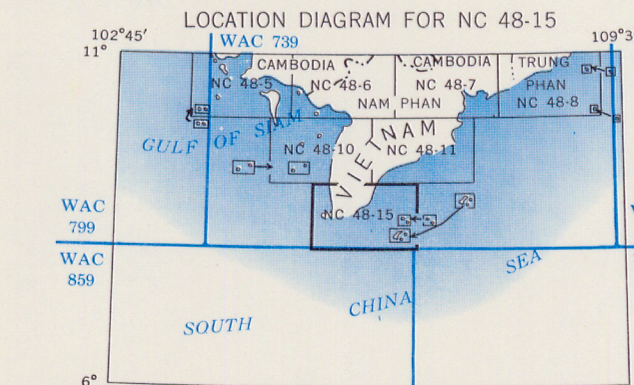 LOCATION DIAGRAM FOR NC 48-15
102°45'
109°3
11°
WAC 739
CAMBODIA
CAMBODIA
TRUNG
NC 48-5
NC 48-6
NC 48-7
PHAN
NAM PHAN
NC 48-8
GULF OF SIAM
VIETNAM
NC 48-10
NC 48-11
WAC
799
NC 48-15
WAC
859
SOUTH CHINA SEA
6°